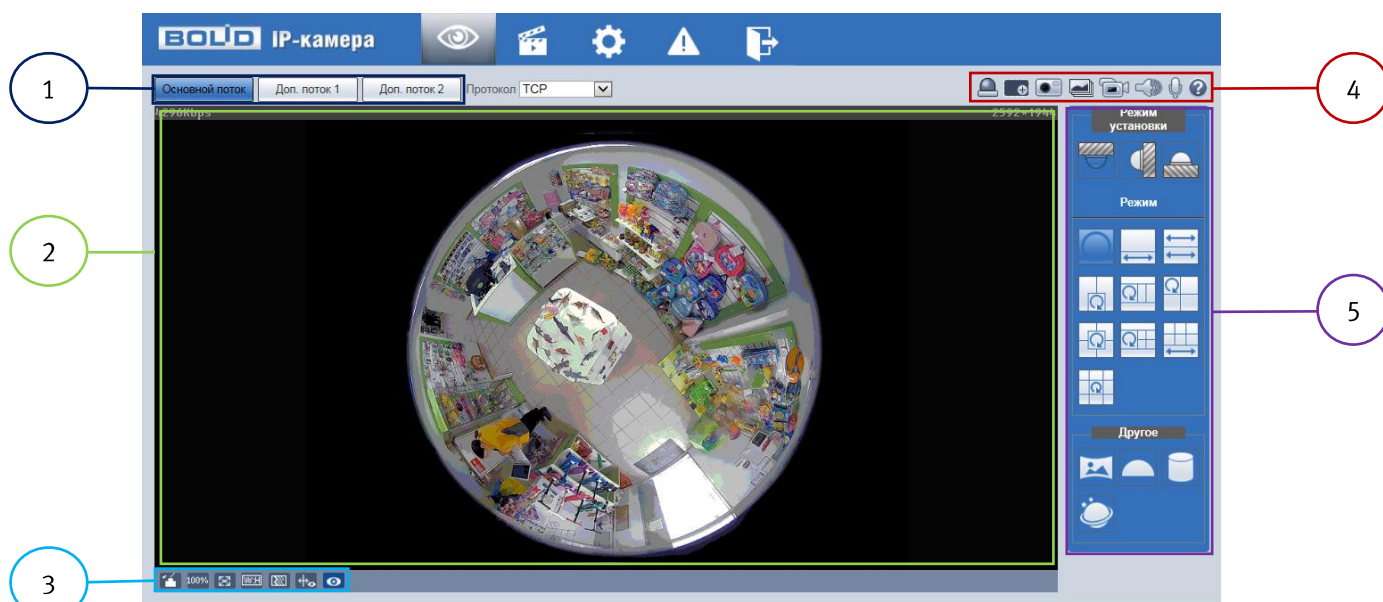 BOLID IP-камера
1
Основной поток Доп. поток 1 Доп. поток 2 Протокол TCP
4
4296Kbps 2592*1944
Режим установки
Режим
2
5
Другое
3
100% W:H